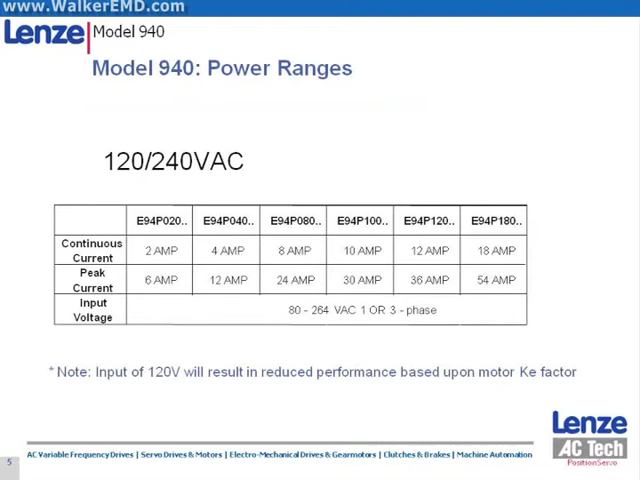 www.WalkerEMD.com
Lenze
Model 940
Model 940: Power Ranges
120/240VAC
E94P020.. E94P040.. E94P080.. E94P100.. E94P120.. E94P180..
Continuous Current 2 AMP 4 AMP 8 AMP 10 AMP 12 AMP 18 AMP
Peak Current 6 AMP 12 AMP 24 AMP 30 AMP 36 AMP 54 AMP
Input Voltage 80 - 264 VAC 1 OR 3 - phase
* Note: Input of 120V will result in reduced performance based upon motor Ke factor
Lenze
AC Tech
PositionServo
5
AC Variable Frequency Drives | Servo Drives & Motors | Electro-Mechanical Drives & Gearmotors | Clutches & Brakes | Machine Automation